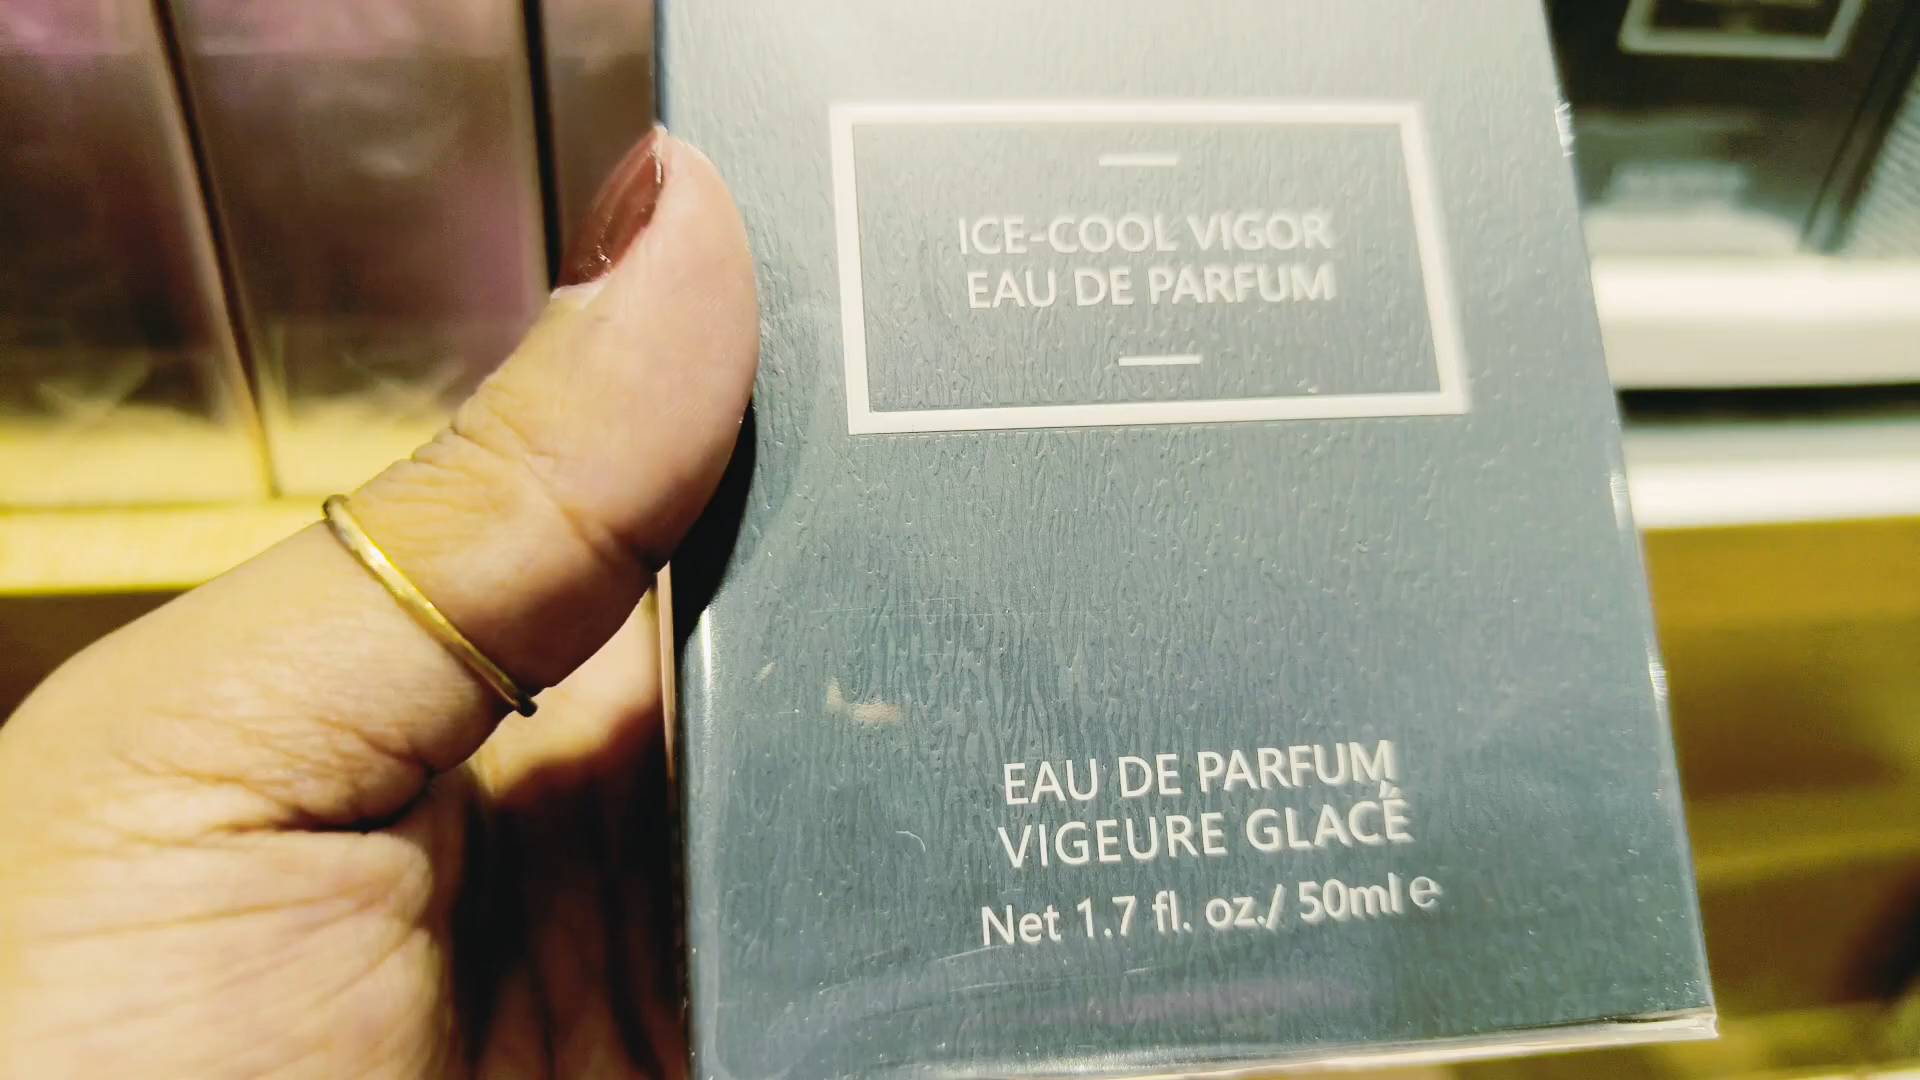 ICE-COOL VIGOR
EAU DE PARFUM
EAU DE PARFUM
VIGEURE GLACÉ
Net 1.7 fl. oz./ 50ml ℮